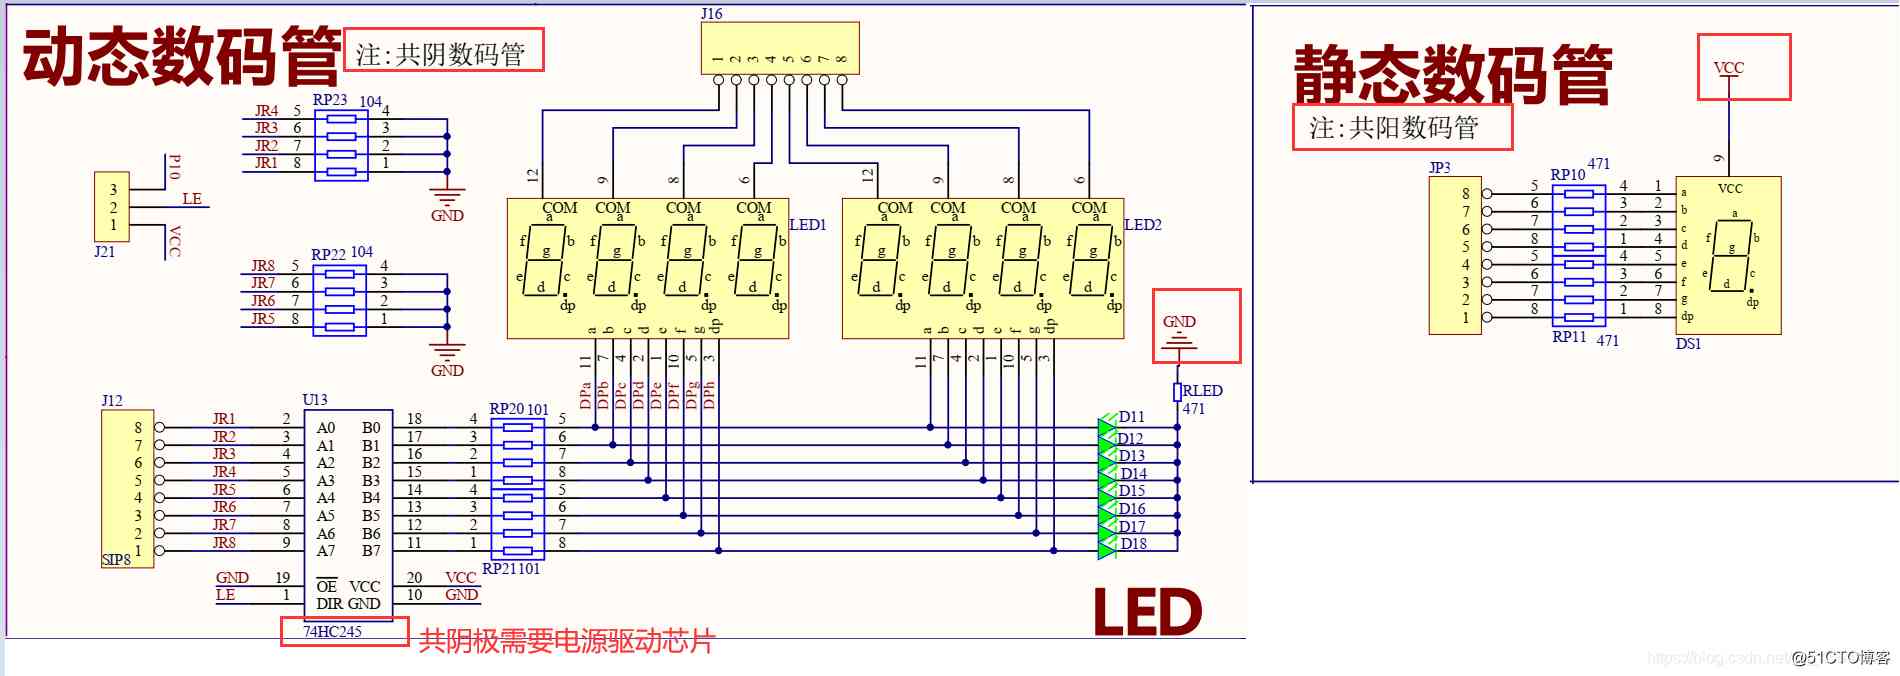 动态数码管
注:共阴数码管
J16
1 2 3 4 5 6 7 8
RP23 104
JR4 5 4
JR3 6 3
JR2 7 2
JR1 8 1
GND
P10
3
2 LE
1
VCC
J21
RP22 104
JR8 5 4
JR7 6 3
JR6 7 2
JR5 8 1
GND
12 9 8 6 12 9 8 6
COM COM COM COM LED1
a a a a
f b f b f b f b
g g g g
e c e c e c e c
d d d d
dp dp dp dp
a b c d e f g dp
11 7 4 2 1 10 5 3
DPa DPb DPc DPd DPe DPf DPg DPh
COM COM COM COM LED2
a a a a
f b f b f b f b
g g g g
e c e c e c e c
d d d d
dp dp dp dp
a b c d e f g dp
11 7 4 2 1 10 5 3
GND
RLED
471
J12
8 JR1 2
7 JR2 3
6 JR3 4
5 JR4 5
4 JR5 6
3 JR6 7
2 JR7 8
1 JR8 9
SIP8
U13
A0 B0 18
A1 B1 17
A2 B2 16
A3 B3 15
A4 B4 14
A5 B5 13
A6 B6 12
A7 B7 11
GND 19 OE VCC 20 VCC
LE 1 DIR GND 10 GND
74HC245
共阴极需要电源驱动芯片
RP20 101
4 5
3 6
2 7
1 8
4 5
3 6
2 7
1 8
RP21 101
D11
D12
D13
D14
D15
D16
D17
D18
LED
静态数码管
注:共阳数码管
VCC
9
JP3
RP10 471
8 5 4 1 a
7 6 3 2 b
6 7 2 3 c
5 8 1 4 d
4 5 4 5 e
3 6 3 6 f
2 7 2 7 g
1 8 1 8 dp
RP11 471
VCC
a
f b
g
e c
d
dp
DS1
https://blog.csdn.net
@51CTO博客